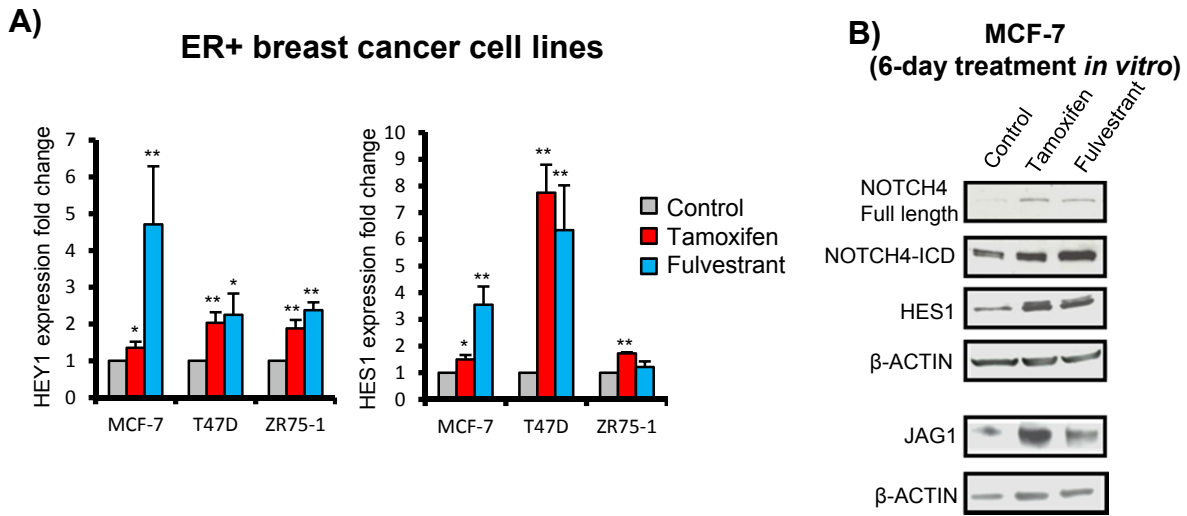 A)
ER+ breast cancer cell lines
HEY1 expression fold change
7
6
5
4
3
2
1
0
**
*
**
*
**
**
MCF-7 T47D ZR75-1
HES1 expression fold change
10
9
8
7
6
5
4
3
2
1
0
**
*
**
**
**
MCF-7 T47D ZR75-1
Control
Tamoxifen
Fulvestrant
B)
MCF-7
(6-day treatment in vitro)
Control
Tamoxifen
Fulvestrant
NOTCH4
Full length
NOTCH4-ICD
HES1
β-ACTIN
JAG1
β-ACTIN